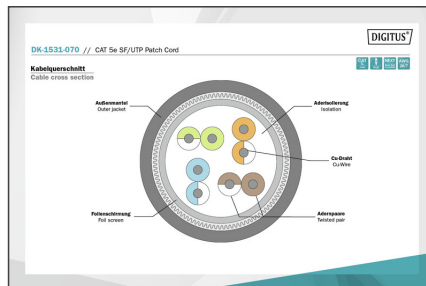 DIGITUS®
DK-1531-070 // CAT 5e SF/UTP Patch Cord
Kabelquerschnitt
Cable cross section
Außenmantel
Outer jacket
Aderisolierung
Isolation
Cu-Draht
Cu-Wire
Folienschirmung
Foil screen
Adernpaare
Twisted pair